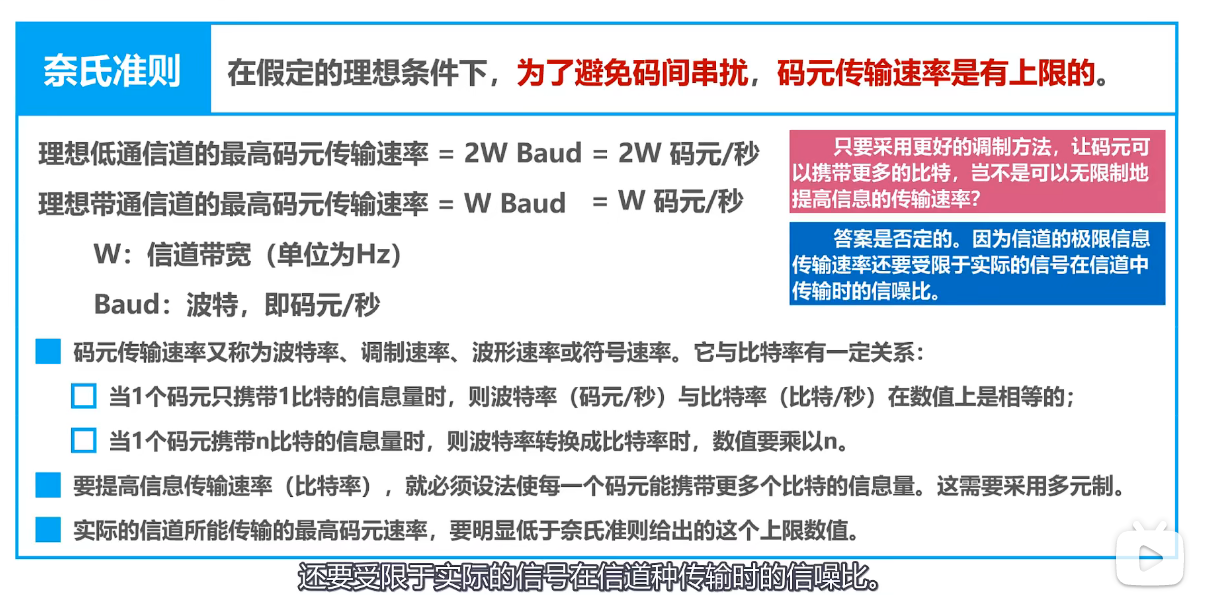 奈氏准则
在假定的理想条件下，为了避免码间串扰，码元传输速率是有上限的。
理想低通信道的最高码元传输速率 = 2W Baud = 2W 码元/秒
理想带通信道的最高码元传输速率 = W Baud = W 码元/秒
W：信道带宽（单位为Hz）
Baud：波特，即码元/秒
只要采用更好的调制方法，让码元可
以携带更多的比特，岂不是可以无限制地
提高信息的传输速率？
答案是否定的。因为信道的极限信息
传输速率还要受限于实际的信号在信道中
传输时的信噪比。
码元传输速率又称为波特率、调制速率、波形速率或符号速率。它与比特率有一定关系：
当1个码元只携带1比特的信息量时，则波特率（码元/秒）与比特率（比特/秒）在数值上是相等的；
当1个码元携带n比特的信息量时，则波特率转换成比特率时，数值要乘以n。
要提高信息传输速率（比特率），就必须设法使每一个码元能携带更多个比特的信息量。这需要采用多元制。
实际的信道所能传输的最高码元速率，要明显低于奈氏准则给出的这个上限数值。
还要受限于实际的信号在信道种传输时的信噪比。